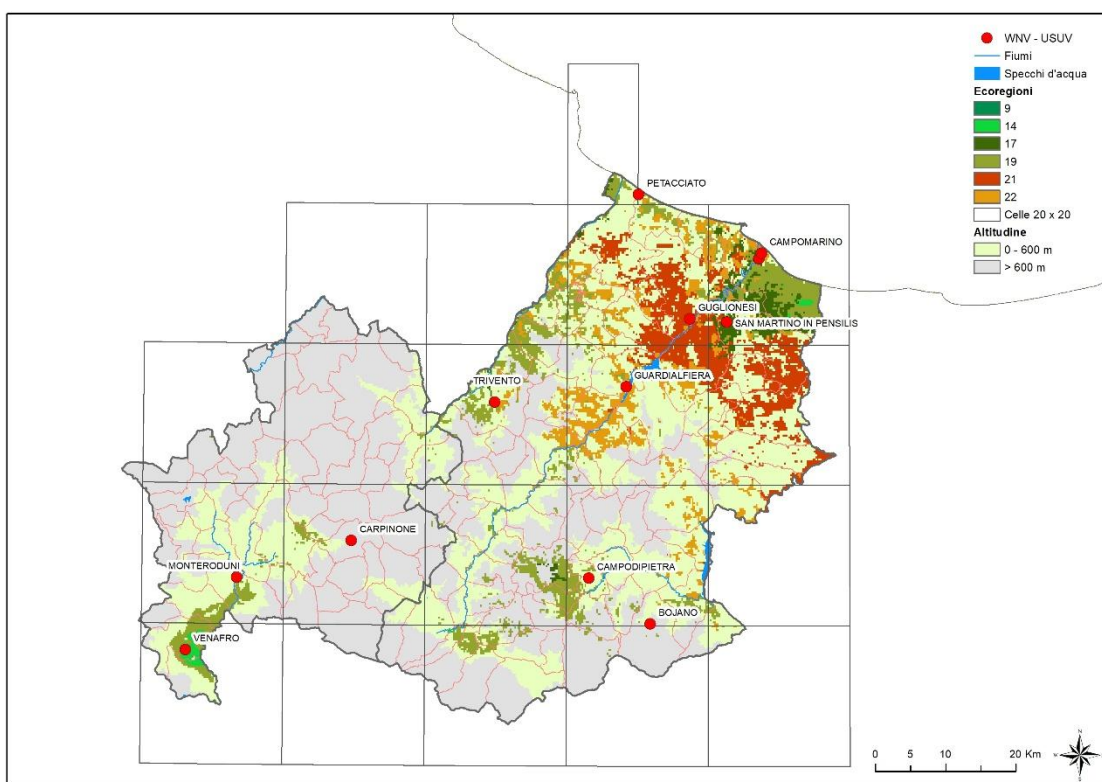 WNV - USUV
Fiumi
Specchi d'acqua
Ecoregioni
9
14
17
19
21
22
Celle 20 x 20
Altitudine
0 - 600 m
> 600 m
PETACCIATO
CAMPOMARINO
GUGLIONESI
SAN MARTINO IN PENSILIS
GUARDIALFIERA
TRIVENTO
CARPINONE
MONTERODUNI
CAMPODIPIETRA
BOJANO
VENAFRO
N
0 5 10 20 Km